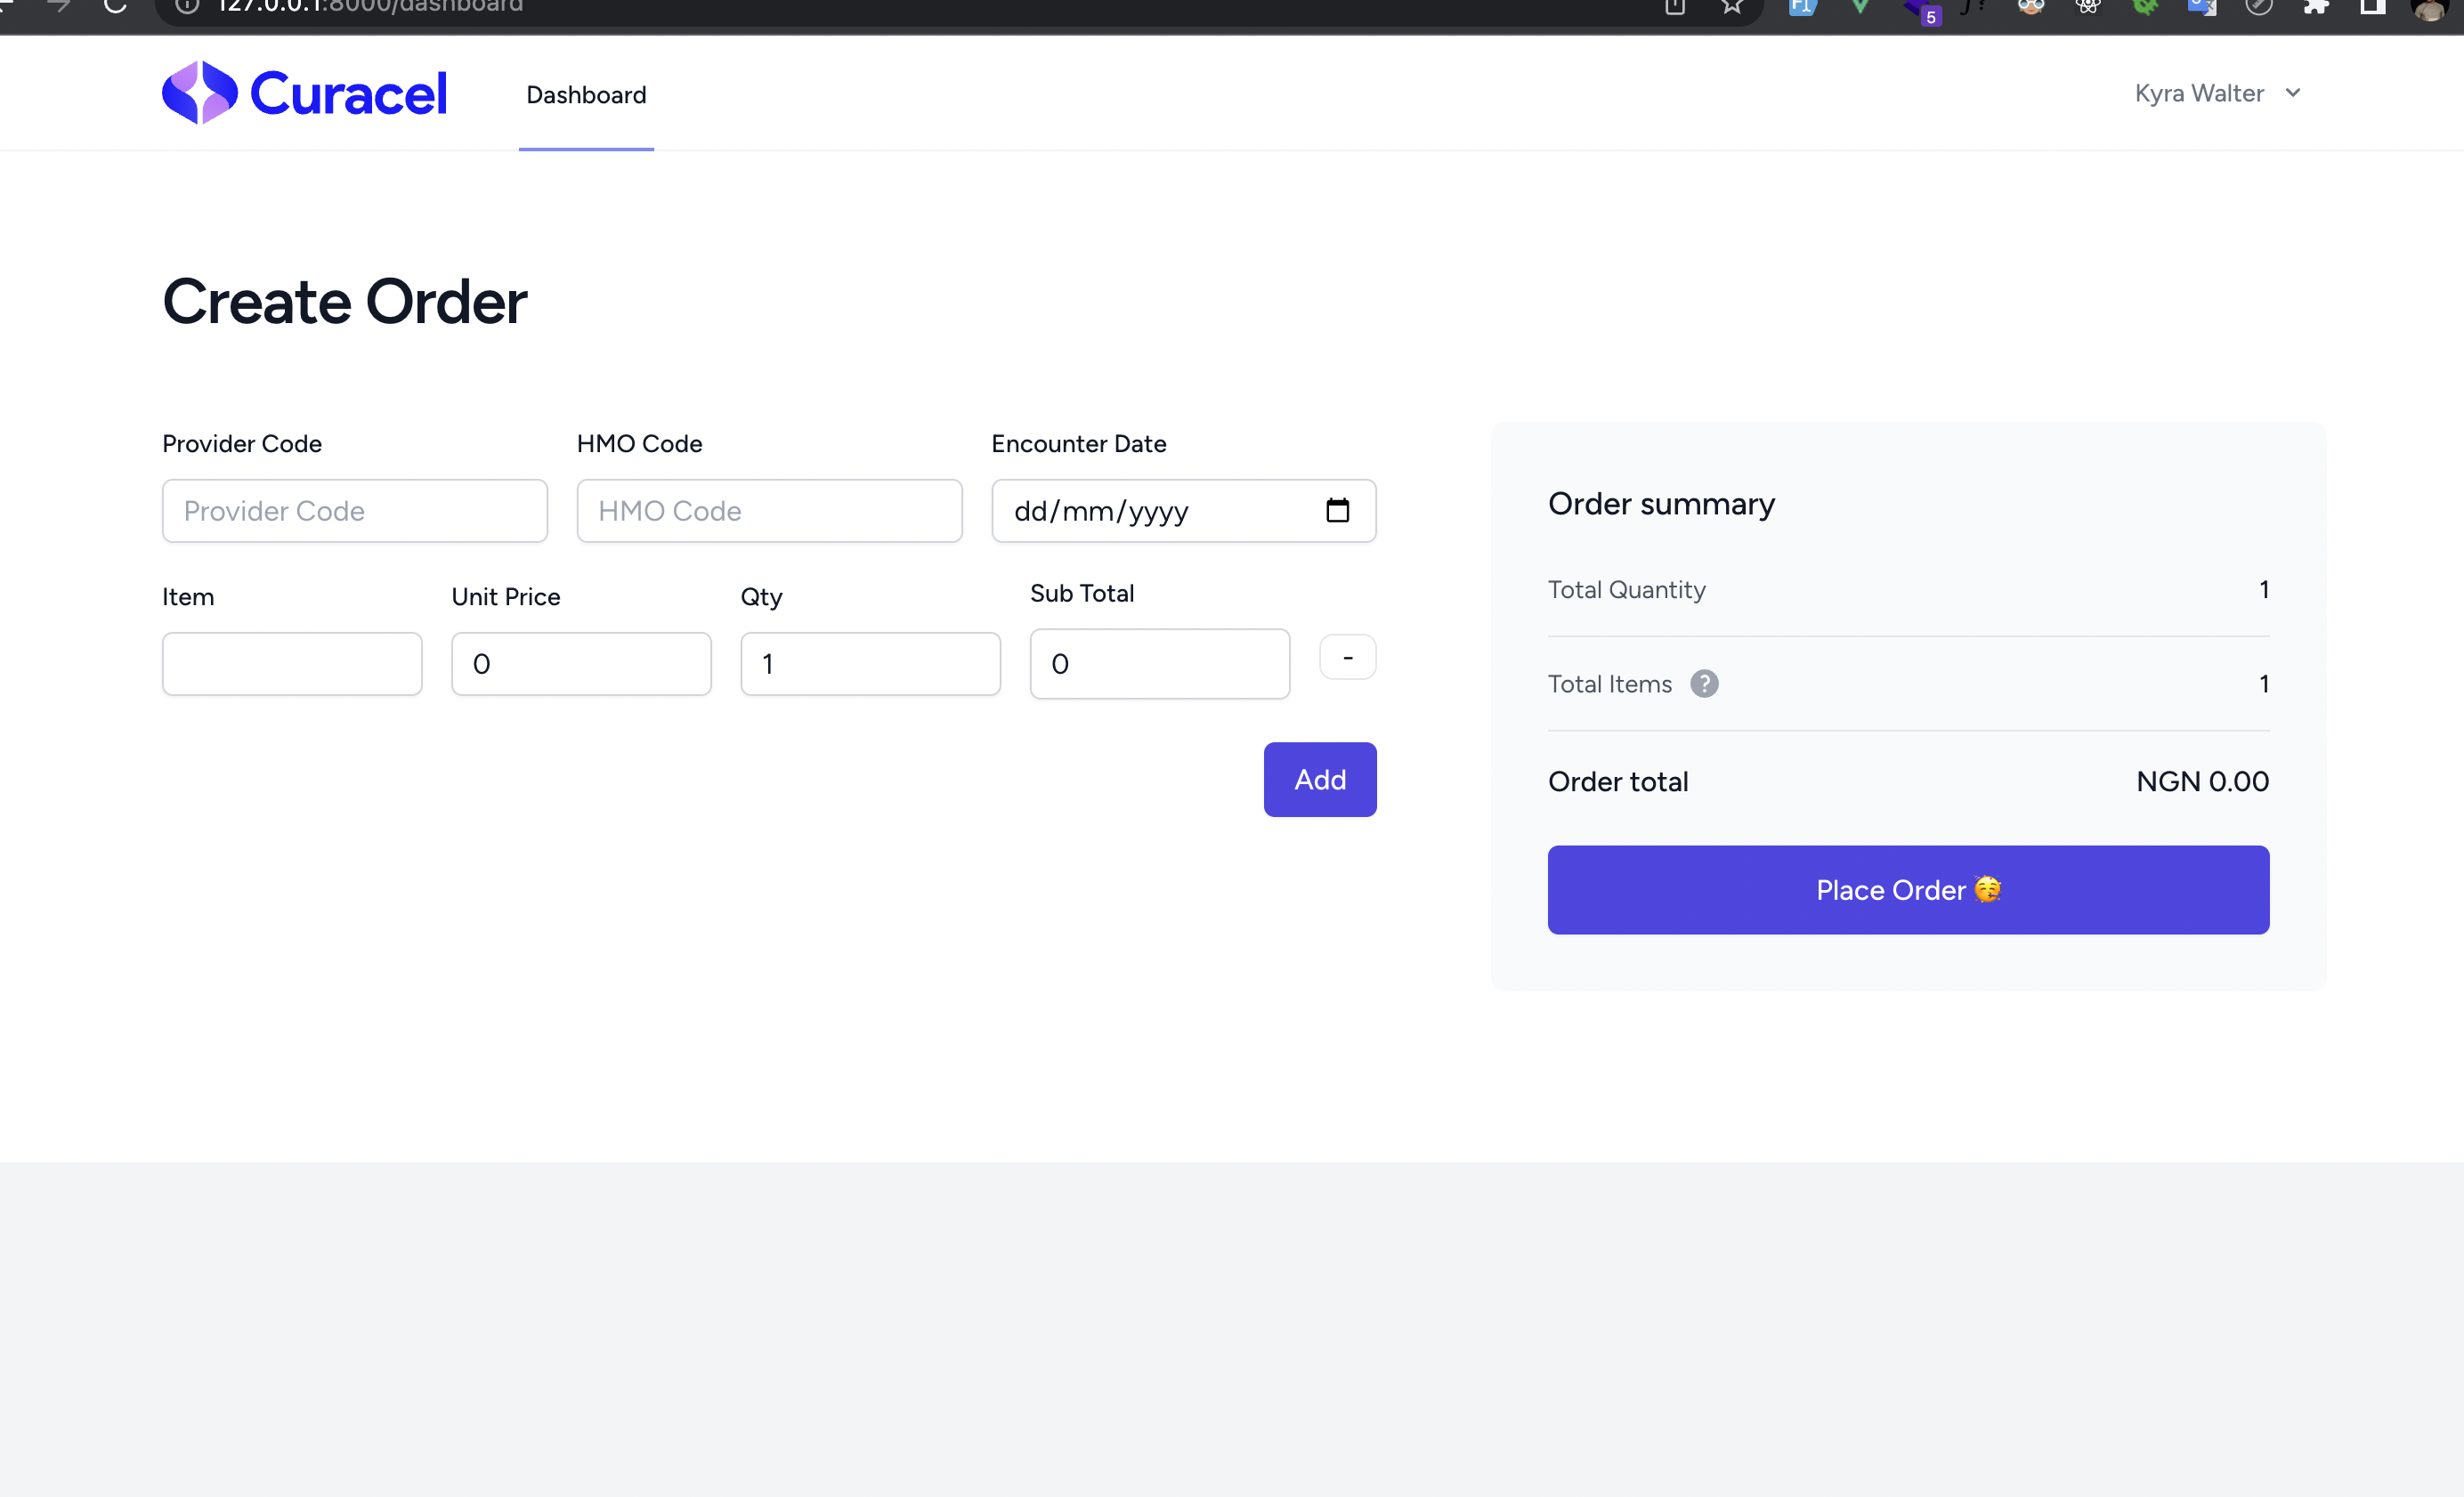 127.0.0.1:8000/dashboard
5
Curacel
Dashboard
Kyra Walter
Create Order
Provider Code
HMO Code
Encounter Date
Provider Code
HMO Code
dd/mm/yyyy
Item
Unit Price
Qty
Sub Total
0
1
0
-
Add
Order summary
Total Quantity
1
Total Items ?
1
Order total
NGN 0.00
Place Order 🥳